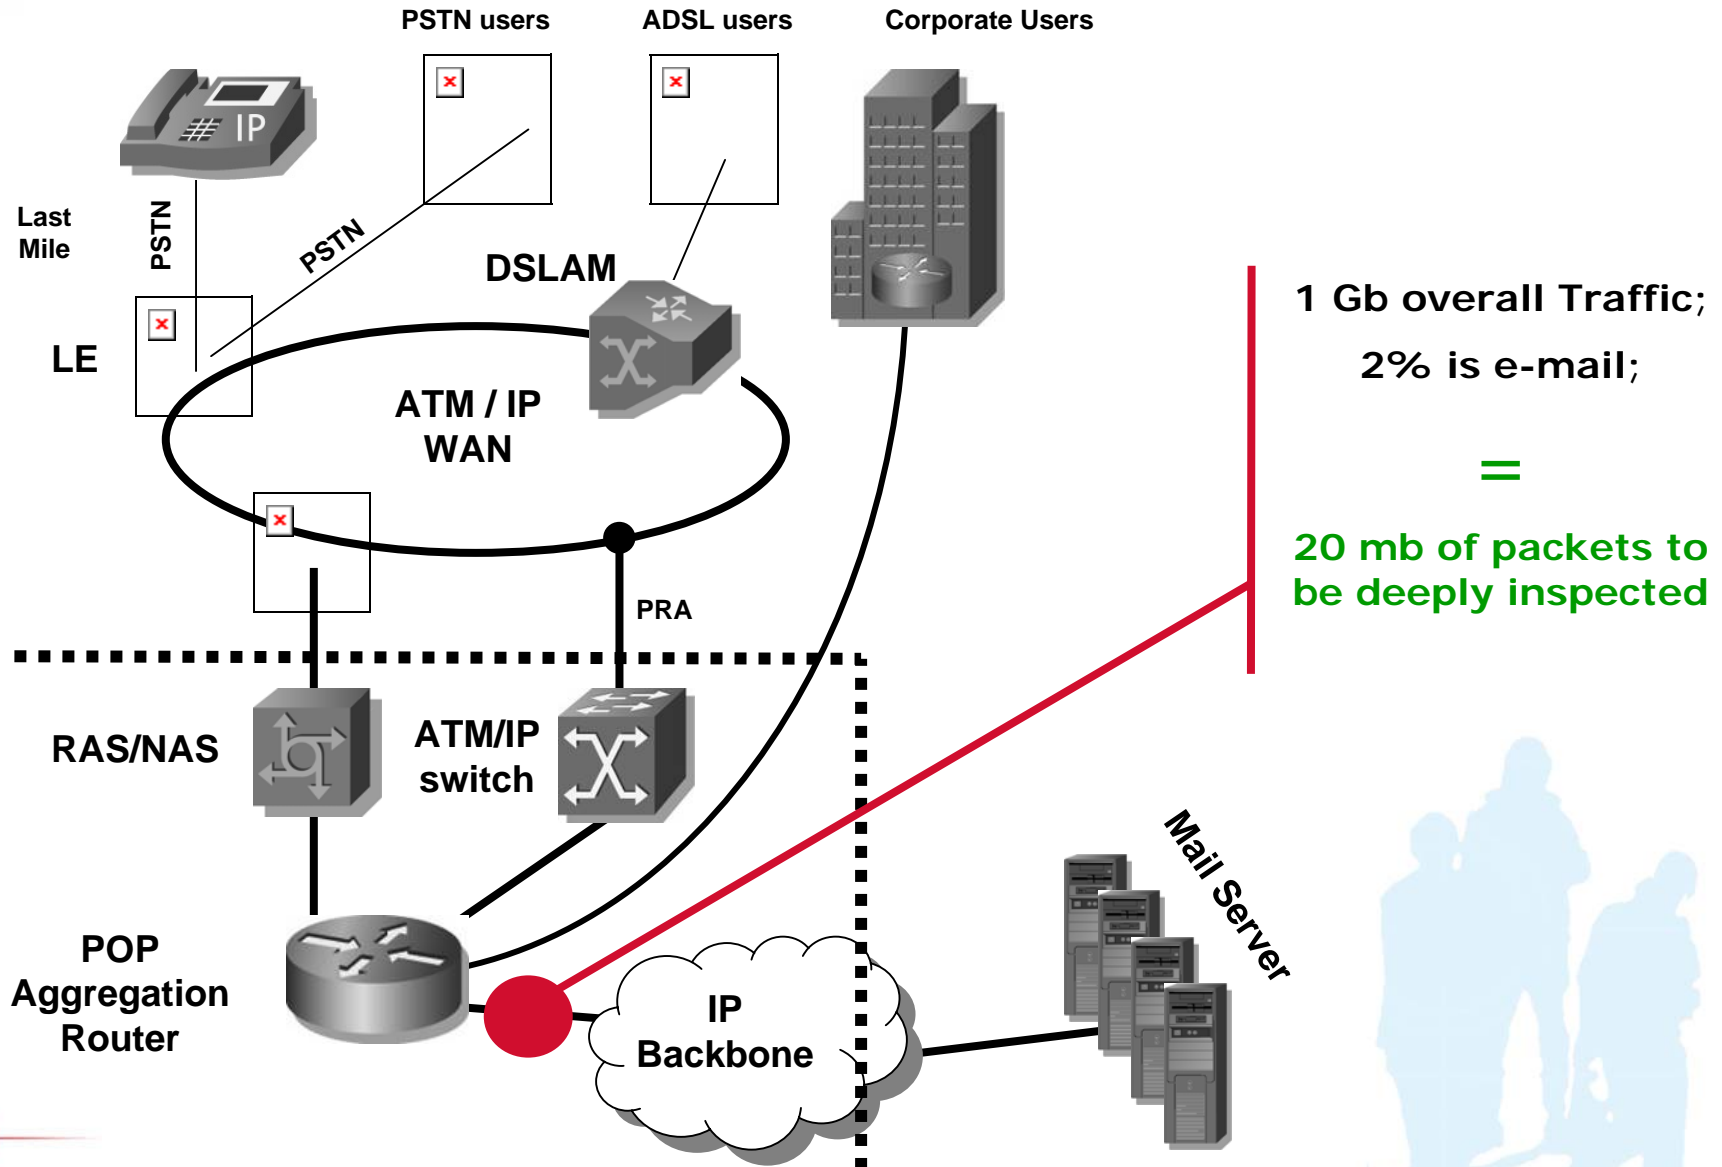 PSTN users
ADSL users
Corporate Users
IP
Last
Mile
PSTN
PSTN
DSLAM
LE
ATM / IP
WAN
1 Gb overall Traffic;
2% is e-mail;
=
20 mb of packets to
be deeply inspected
PRA
RAS/NAS
ATM/IP
switch
Mail Server
POP
Aggregation
Router
IP
Backbone